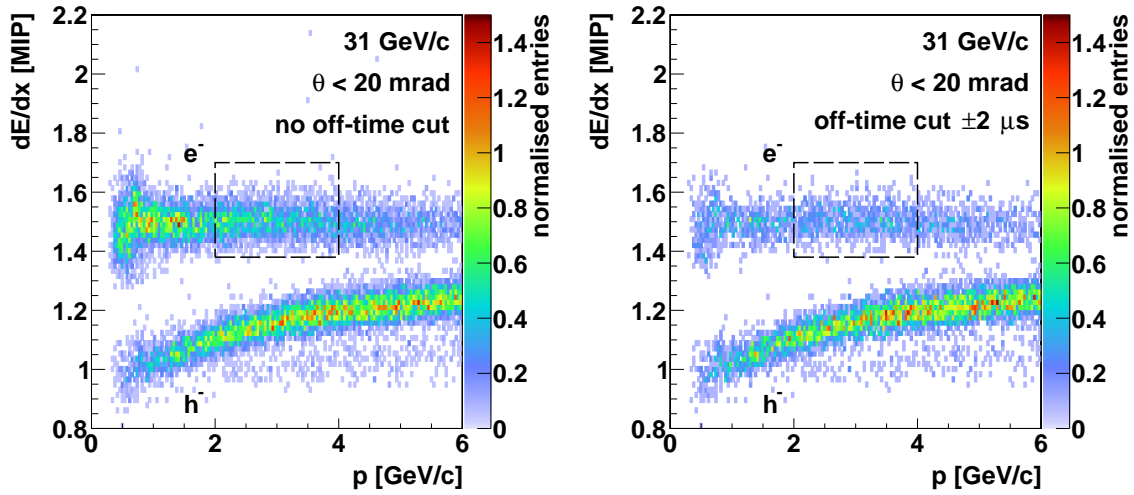 dE/dx [MIP]
2.2
2
1.8
1.6
1.4
1.2
1
0.8
31 GeV/c
θ < 20 mrad
no off-time cut
e⁻
h⁻
0 2 4 6
p [GeV/c]
1.4
1.2
1
0.8
0.6
0.4
0.2
0
normalised entries
dE/dx [MIP]
2.2
2
1.8
1.6
1.4
1.2
1
0.8
31 GeV/c
θ < 20 mrad
off-time cut ±2 μs
e⁻
h⁻
0 2 4 6
p [GeV/c]
1.4
1.2
1
0.8
0.6
0.4
0.2
0
normalised entries